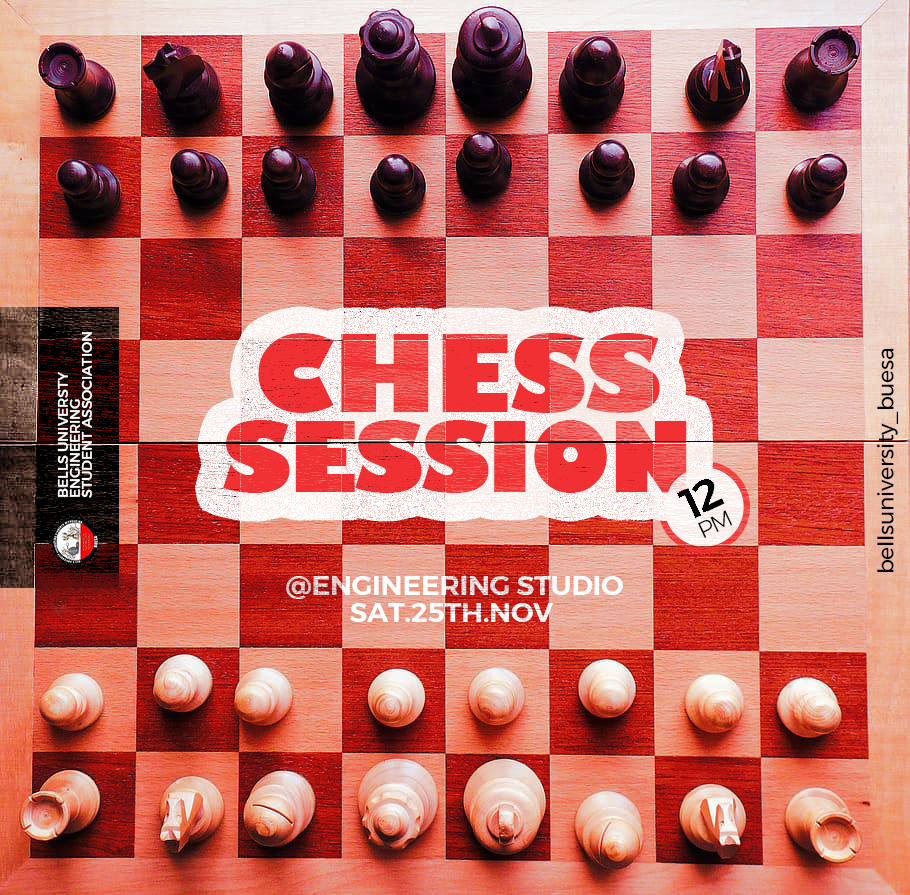 CHESS
SESSION
12
PM
@ENGINEERING STUDIO
SAT.25TH.NOV
BELLS UNIVERSTY
ENGINEERING
STUDENT ASSOCIATION
bellsuniversity_buesa